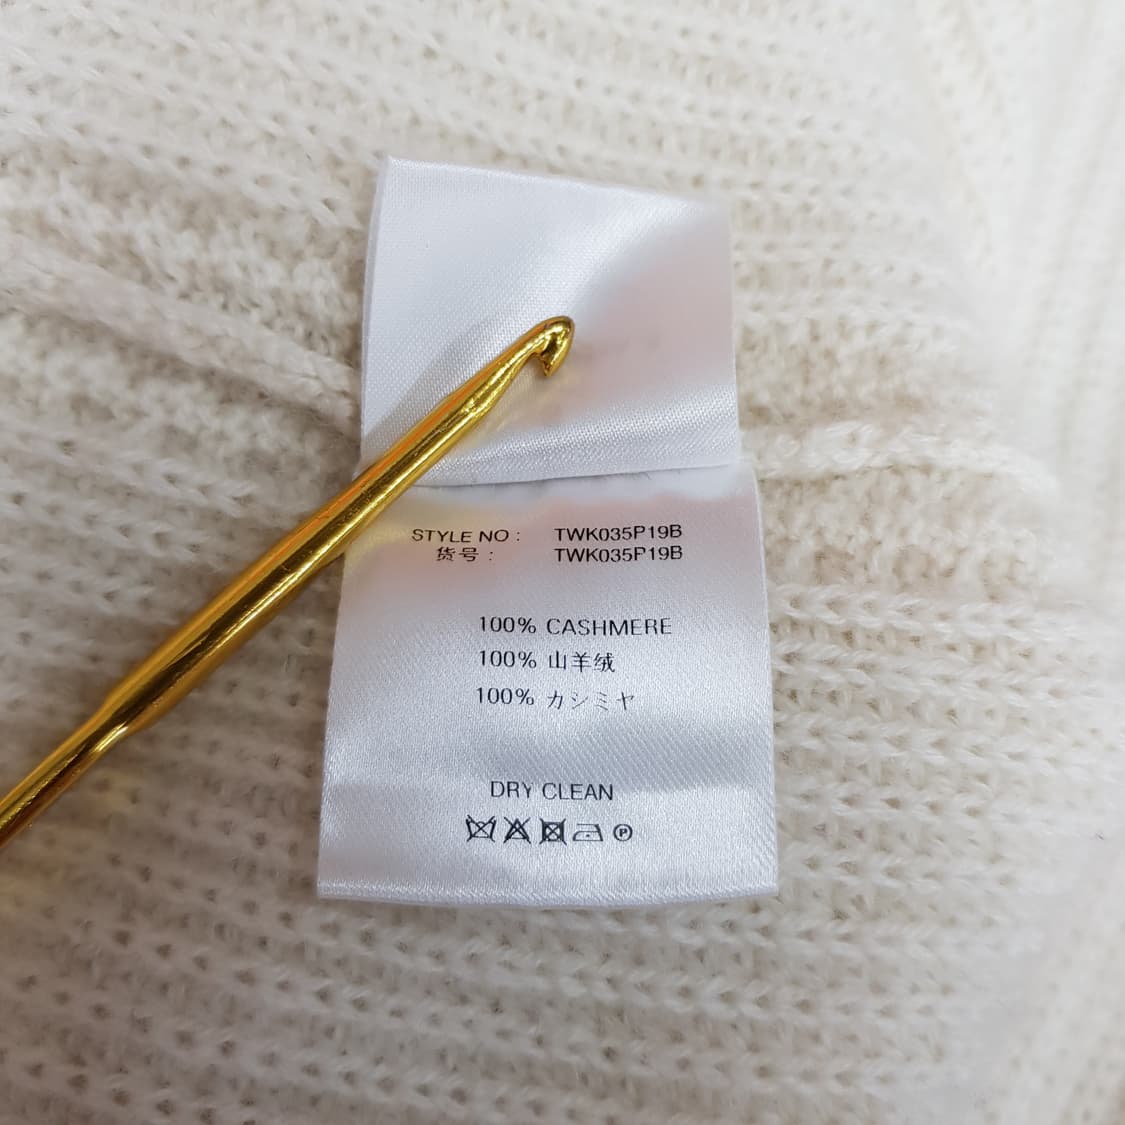 STYLE NO : TWK035P19B
货号 : TWK035P19B
100% CASHMERE
100% 山羊绒
100% カシミヤ
DRY CLEAN
P